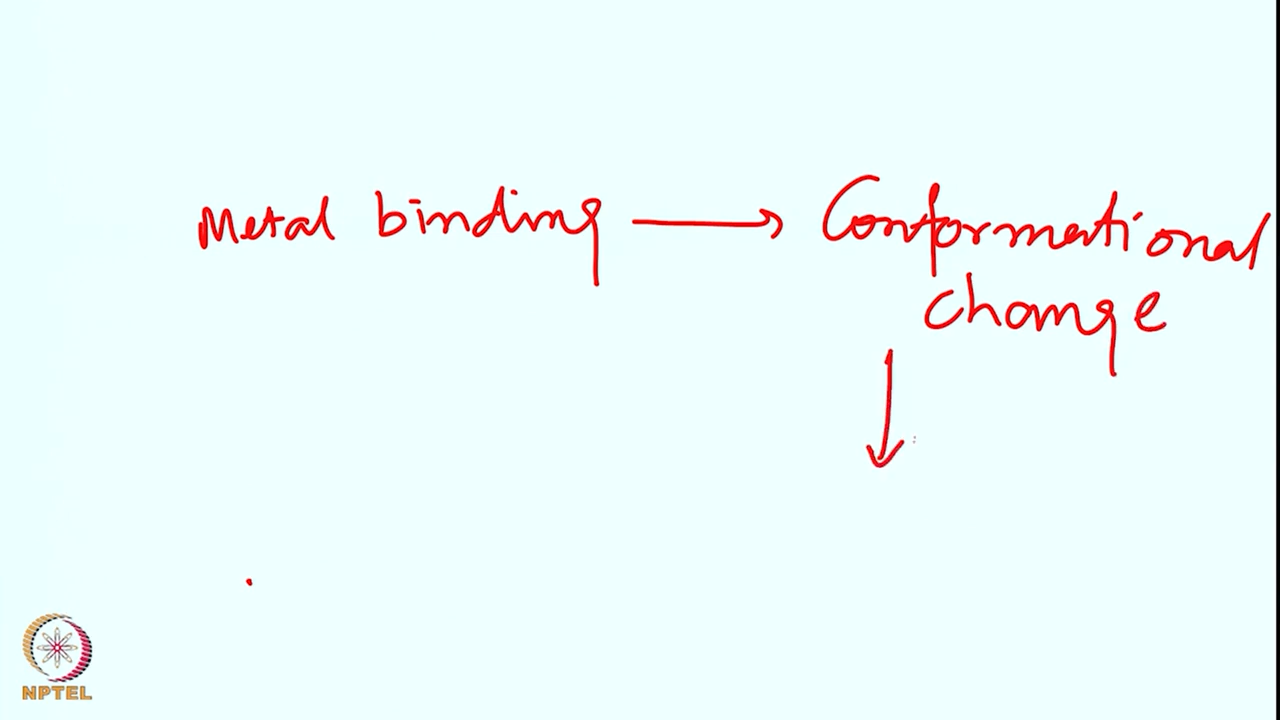 Metal binding → Conformational
change
↓
NPTEL